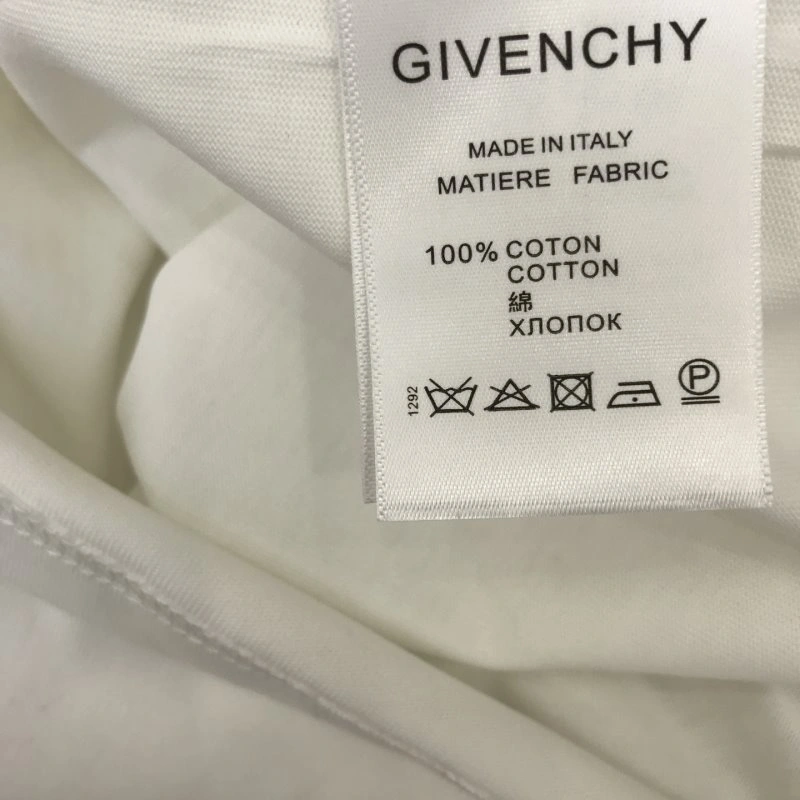 GIVENCHY
MADE IN ITALY
MATIERE FABRIC
100% COTON
COTTON
綿
ХЛОПОК
1292
P